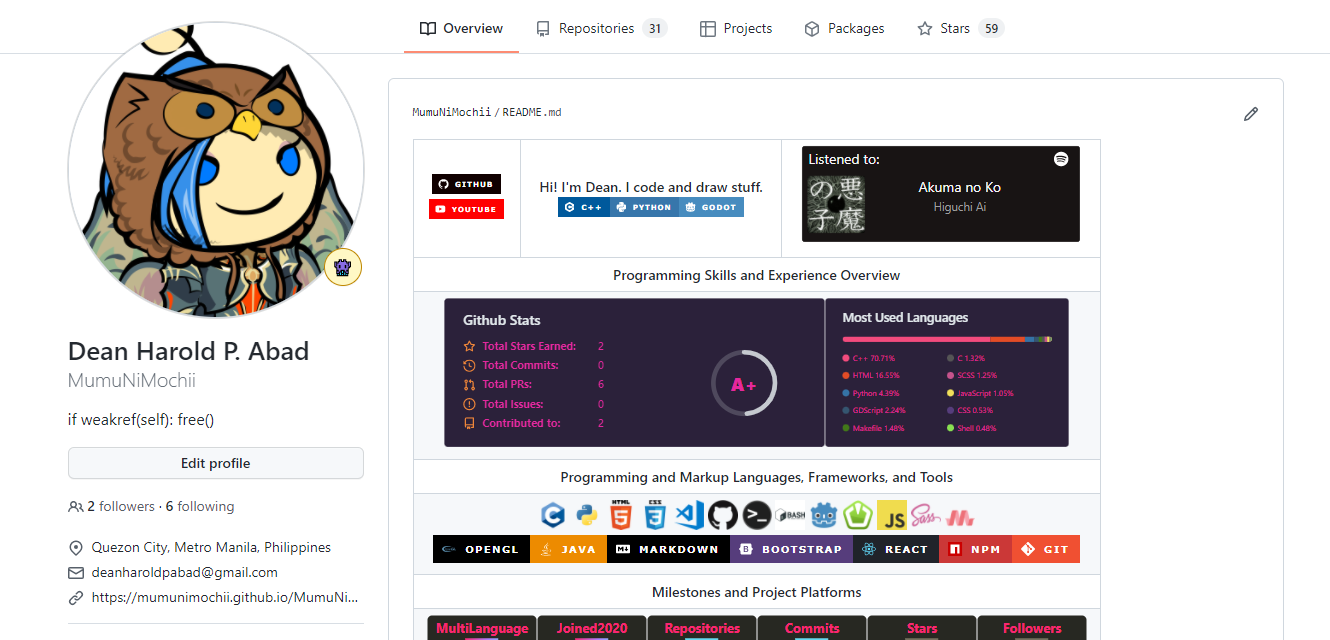 Overview
Repositories 31
Projects
Packages
Stars 59
Dean Harold P. Abad
MumuNiMochii
if weakref(self): free()
Edit profile
2 followers · 6 following
Quezon City, Metro Manila, Philippines
deanharoldpabad@gmail.com
https://mumunimochii.github.io/MumuNi...
MumuNiMochii / README.md
GITHUB
YOUTUBE
Hi! I'm Dean. I code and draw stuff.
C++ PYTHON GODOT
Listened to:
の悪
子魔
Akuma no Ko
Higuchi Ai
Programming Skills and Experience Overview
Github Stats
Total Stars Earned: 2
Total Commits: 0
Total PRs: 6
Total Issues: 0
Contributed to: 2
A+
Most Used Languages
C++ 70.71%
HTML 16.55%
Python 4.39%
GDScript 2.24%
Makefile 1.48%
C 1.32%
SCSS 1.25%
JavaScript 1.05%
CSS 0.53%
Shell 0.48%
Programming and Markup Languages, Frameworks, and Tools
HTML CSS BASH JS Sass
OPENGL JAVA MARKDOWN BOOTSTRAP REACT NPM GIT
Milestones and Project Platforms
MultiLanguage Joined2020 Repositories Commits Stars Followers